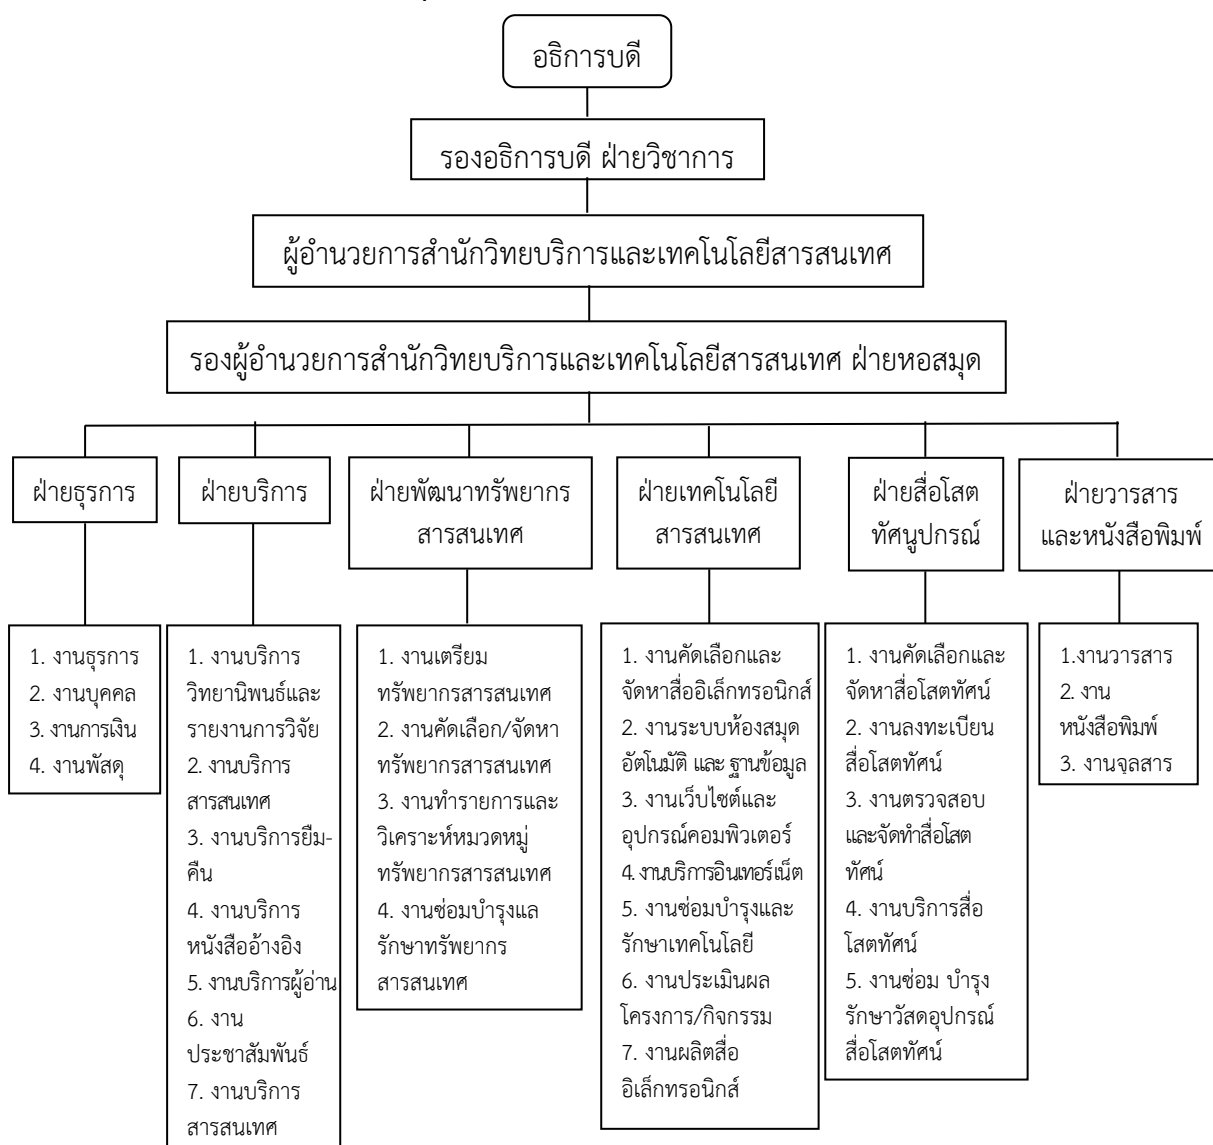 อธิการบดี
รองอธิการบดี ฝ่ายวิชาการ
ผู้อำนวยการสำนักวิทยบริการและเทคโนโลยีสารสนเทศ
รองผู้อำนวยการสำนักวิทยบริการและเทคโนโลยีสารสนเทศ ฝ่ายหอสมุด
ฝ่ายธุรการ
1. งานธุรการ
2. งานบุคคล
3. งานการเงิน
4. งานพัสดุ
ฝ่ายบริการ
1. งานบริการ
วิทยานิพนธ์และ
รายงานการวิจัย
2. งานบริการ
สารสนเทศ
3. งานบริการยืม-
คืน
4. งานบริการ
หนังสืออ้างอิง
5. งานบริการผู้อ่าน
6. งาน
ประชาสัมพันธ์
7. งานบริการ
สารสนเทศ
ฝ่ายพัฒนาทรัพยากร
สารสนเทศ
1. งานเตรียม
ทรัพยากรสารสนเทศ
2. งานคัดเลือก/จัดหา
ทรัพยากรสารสนเทศ
3. งานทำรายการและ
วิเคราะห์หมวดหมู่
ทรัพยากรสารสนเทศ
4. งานซ่อมบำรุงแล
รักษาทรัพยากร
สารสนเทศ
ฝ่ายเทคโนโลยี
สารสนเทศ
1. งานคัดเลือกและ
จัดหาสื่ออิเล็กทรอนิกส์
2. งานระบบห้องสมุด
อัตโนมัติ และ ฐานข้อมูล
3. งานเว็บไซต์และ
อุปกรณ์คอมพิวเตอร์
4. งานบริการอินเทอร์เน็ต
5. งานซ่อมบำรุงและ
รักษาเทคโนโลยี
6. งานประเมินผล
โครงการ/กิจกรรม
7. งานผลิตสื่อ
อิเล็กทรอนิกส์
ฝ่ายสื่อโสต
ทัศนูปกรณ์
1. งานคัดเลือกและ
จัดหาสื่อโสตทัศน์
2. งานลงทะเบียน
สื่อโสตทัศน์
3. งานตรวจสอบ
และจัดทำสื่อโสต
ทัศน์
4. งานบริการสื่อ
โสตทัศน์
5. งานซ่อม บำรุง
รักษาวัสดุอุปกรณ์
สื่อโสตทัศน์
ฝ่ายวารสาร
และหนังสือพิมพ์
1.งานวารสาร
2. งาน
หนังสือพิมพ์
3. งานจุลสาร